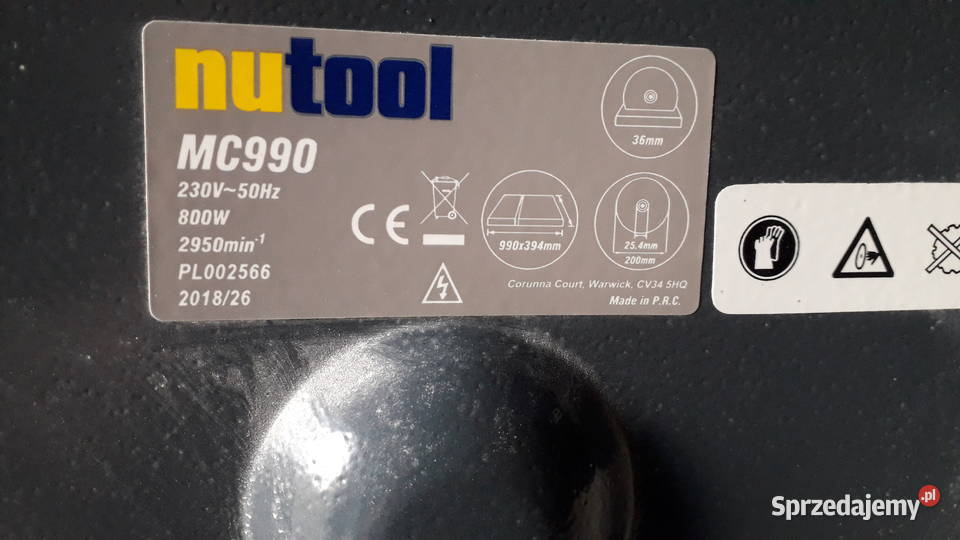 nutool
MC990
230V~50Hz
800W
2950min-1
PL002566
2018/26
CE
36mm
990x394mm
25.4mm
200mm
Corunna Court, Warwick, CV34 5HQ
Made in P.R.C.
Sprzedajemy.pl